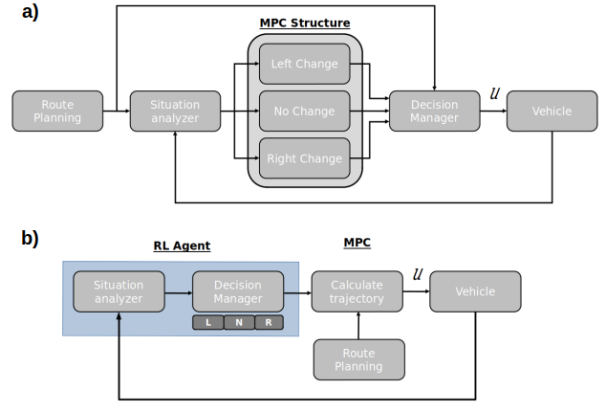 a)
MPC Structure
Left Change
Route
Planning
Situation
analyzer
No Change
Decision
Manager
u
Vehicle
Right Change
b)
RL Agent
MPC
Situation
analyzer
Decision
Manager
L N R
Calculate
trajectory
u
Vehicle
Route
Planning